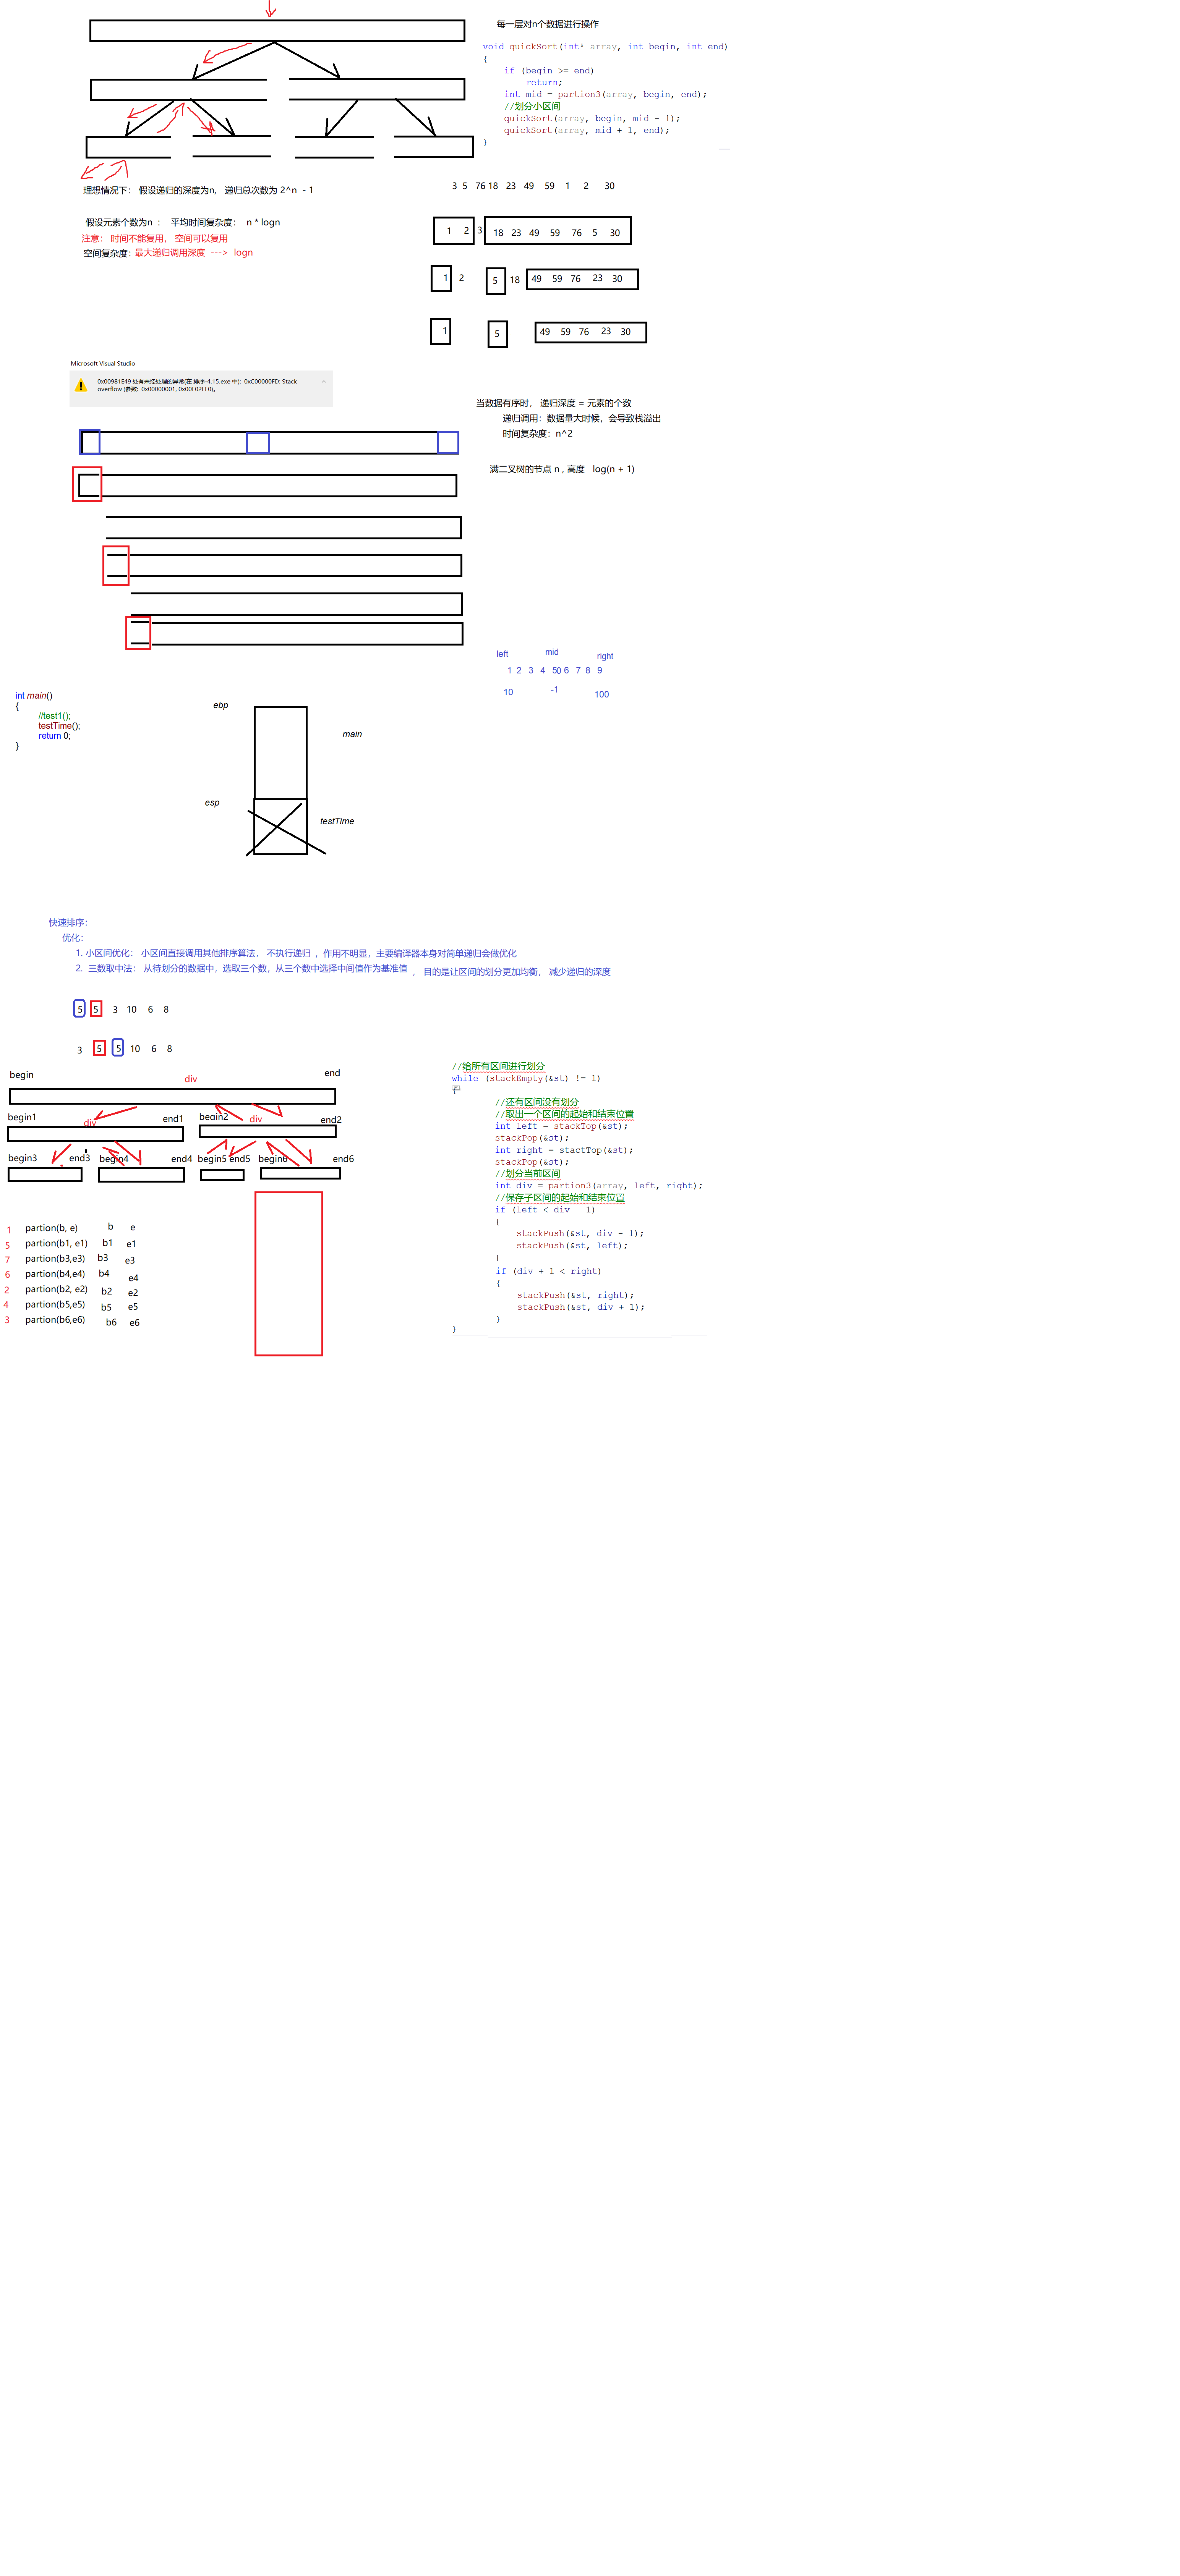 每一层对n个数据进行操作
void quickSort(int* array, int begin, int end)
{
if (begin >= end)
return;
int mid = partion3(array, begin, end);
//划分小区间
quickSort(array, begin, mid - 1);
quickSort(array, mid + 1, end);
}
理想情况下： 假设递归的深度为n, 递归总次数为 2^n - 1
假设元素个数为n ： 平均时间复杂度： n * logn
注意： 时间不能复用， 空间可以复用
空间复杂度：最大递归调用深度 ---> logn
3 5 76 18 23 49 59 1 2 30
1 2 3 18 23 49 59 76 5 30
1 2 5 18 49 59 76 23 30
1 5 49 59 76 23 30
Microsoft Visual Studio
0x00981E49 处有未经处理的异常(在 排序-4.15.exe 中): 0xC00000FD: Stack
overflow (参数: 0x00000001, 0x00E02FF0)。
当数据有序时， 递归深度 = 元素的个数
递归调用：数据量大时候，会导致栈溢出
时间复杂度：n^2
满二叉树的节点 n , 高度 log(n + 1)
left mid right
1 2 3 4 50 6 7 8 9
10 -1 100
int main()
{
//test1();
testTime();
return 0;
}
ebp
main
esp
testTime
快速排序：
优化：
1. 小区间优化： 小区间直接调用其他排序算法， 不执行递归 ，作用不明显，主要编译器本身对简单递归会做优化
2. 三数取中法： 从待划分的数据中，选取三个数，从三个数中选择中间值作为基准值 ，目的是让区间的划分更加均衡， 减少递归的深度
5 5 3 10 6 8
3 5 5 10 6 8
begin div end
begin1 div end1 begin2 div end2
begin3 end3 begin4 end4 begin5 end5 begin6 end6
1 partion(b, e) b e
5 partion(b1, e1) b1 e1
7 partion(b3,e3) b3 e3
6 partion(b4,e4) b4 e4
2 partion(b2, e2) b2 e2
4 partion(b5,e5) b5 e5
3 partion(b6,e6) b6 e6
//给所有区间进行划分
while (stackEmpty(&st) != 1)
{
//还有区间没有划分
//取出一个区间的起始和结束位置
int left = stackTop(&st);
stackPop(&st);
int right = stactTop(&st);
stackPop(&st);
//划分当前区间
int div = partion3(array, left, right);
//保存子区间的起始和结束位置
if (left < div - 1)
{
stackPush(&st, div - 1);
stackPush(&st, left);
}
if (div + 1 < right)
{
stackPush(&st, right);
stackPush(&st, div + 1);
}
}